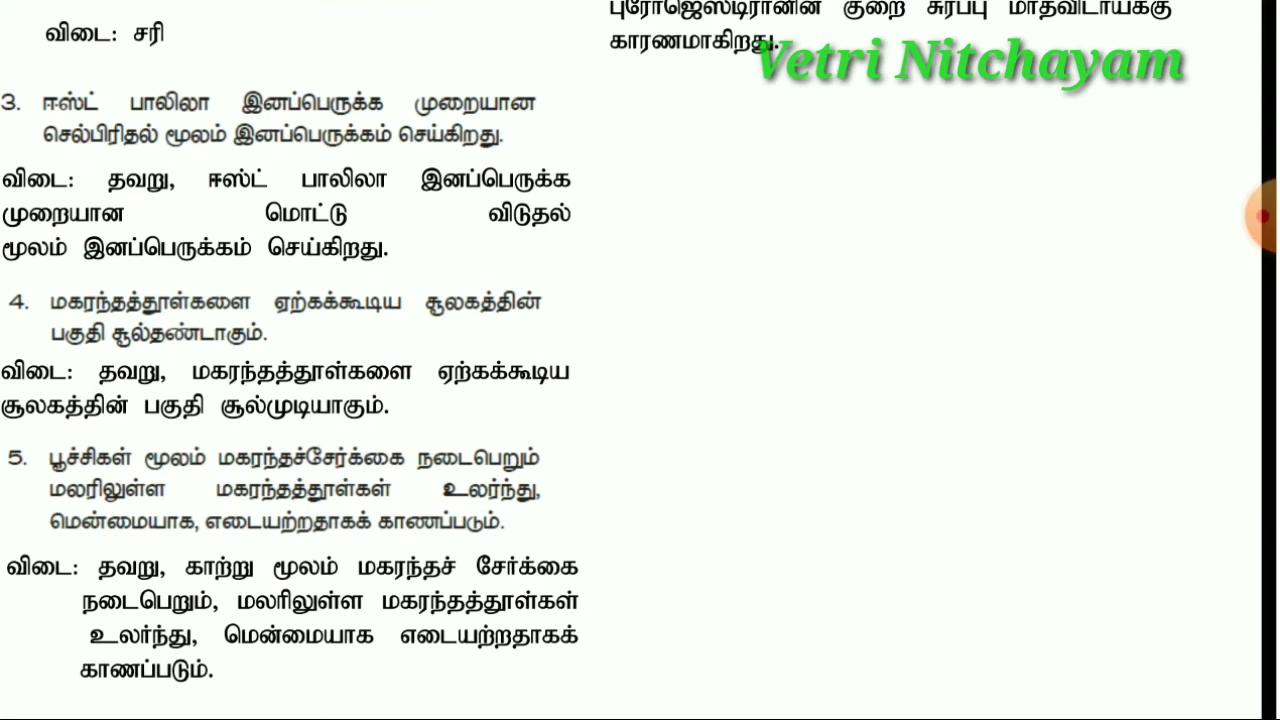 விடை: சரி
3. ஈஸ்ட் பாலிலா இனப்பெருக்க முறையான
செல்பிரிதல் மூலம் இனப்பெருக்கம் செய்கிறது.
விடை: தவறு, ஈஸ்ட் பாலிலா இனப்பெருக்க
முறையான மொட்டு விடுதல்
மூலம் இனப்பெருக்கம் செய்கிறது.
4. மகரந்தத்தூள்களை ஏற்கக்கூடிய சூலகத்தின்
பகுதி சூல்தண்டாகும்.
விடை: தவறு, மகரந்தத்தூள்களை ஏற்கக்கூடிய
சூலகத்தின் பகுதி சூல்முடியாகும்.
5. பூச்சிகள் மூலம் மகரந்தச்சேர்க்கை நடைபெறும்
மலரிலுள்ள மகரந்தத்தூள்கள் உலர்ந்து,
மென்மையாக, எடையற்றதாகக் காணப்படும்.
விடை: தவறு, காற்று மூலம் மகரந்தச் சேர்க்கை
நடைபெறும், மலரிலுள்ள மகரந்தத்தூள்கள்
உலர்ந்து, மென்மையாக எடையற்றதாகக்
காணப்படும்.
புரோஜெஸ்டிரானின் குறை சுரப்பு மாதவிடாய்க்கு
காரணமாகிறது.
Vetri Nitchayam